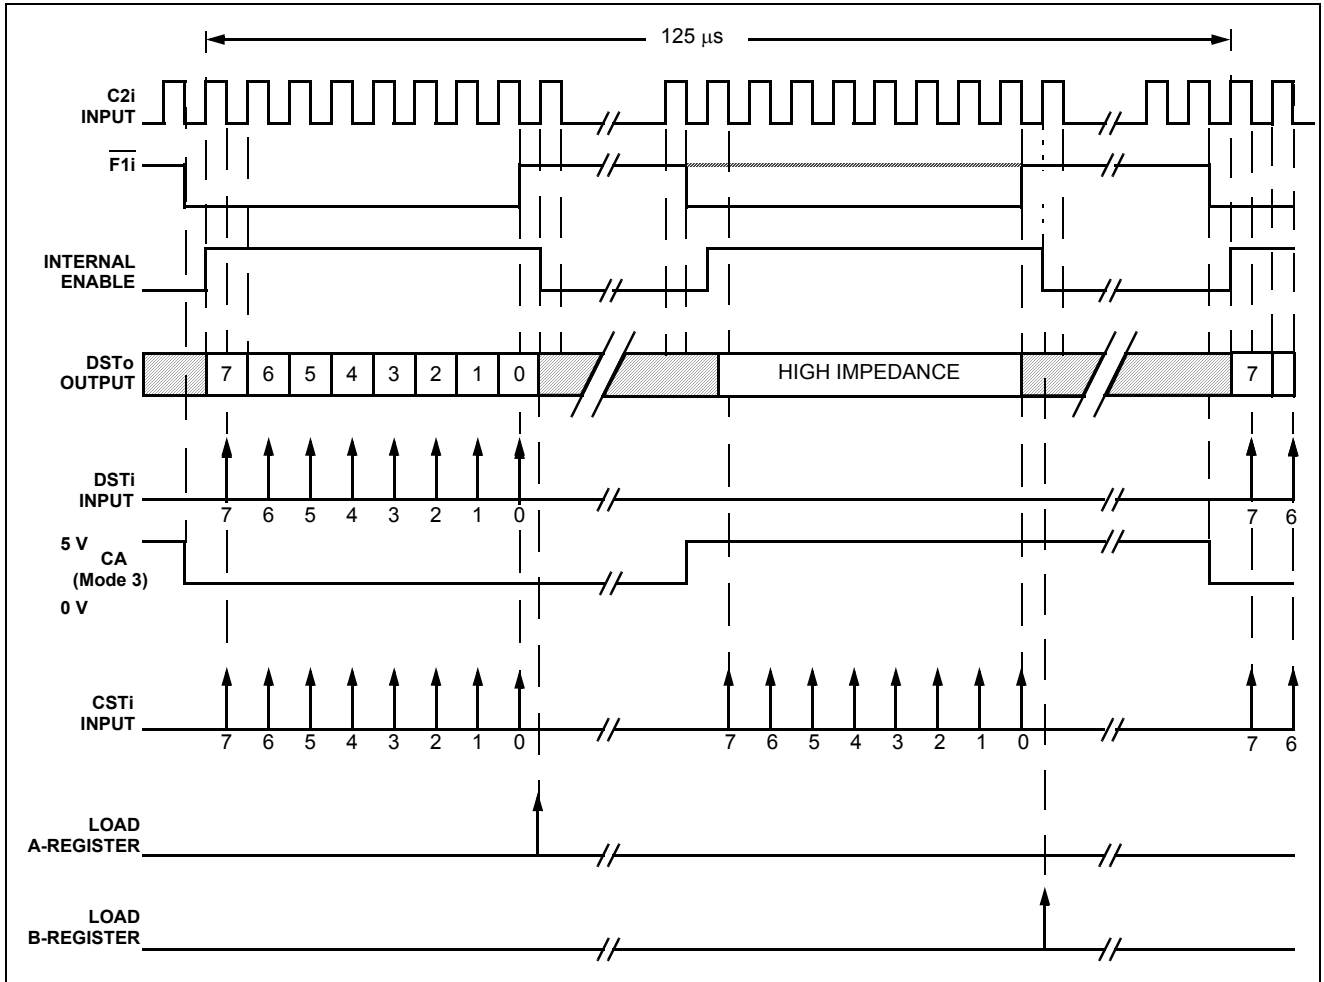 125 µs
C2i
INPUT
F1i
INTERNAL
ENABLE
DSTo
OUTPUT
7 6 5 4 3 2 1 0 HIGH IMPEDANCE 7
DSTi
INPUT
7 6 5 4 3 2 1 0 7 6
5 V
CA
(Mode 3)
0 V
CSTi
INPUT
7 6 5 4 3 2 1 0 7 6 5 4 3 2 1 0 7 6
LOAD
A-REGISTER
LOAD
B-REGISTER